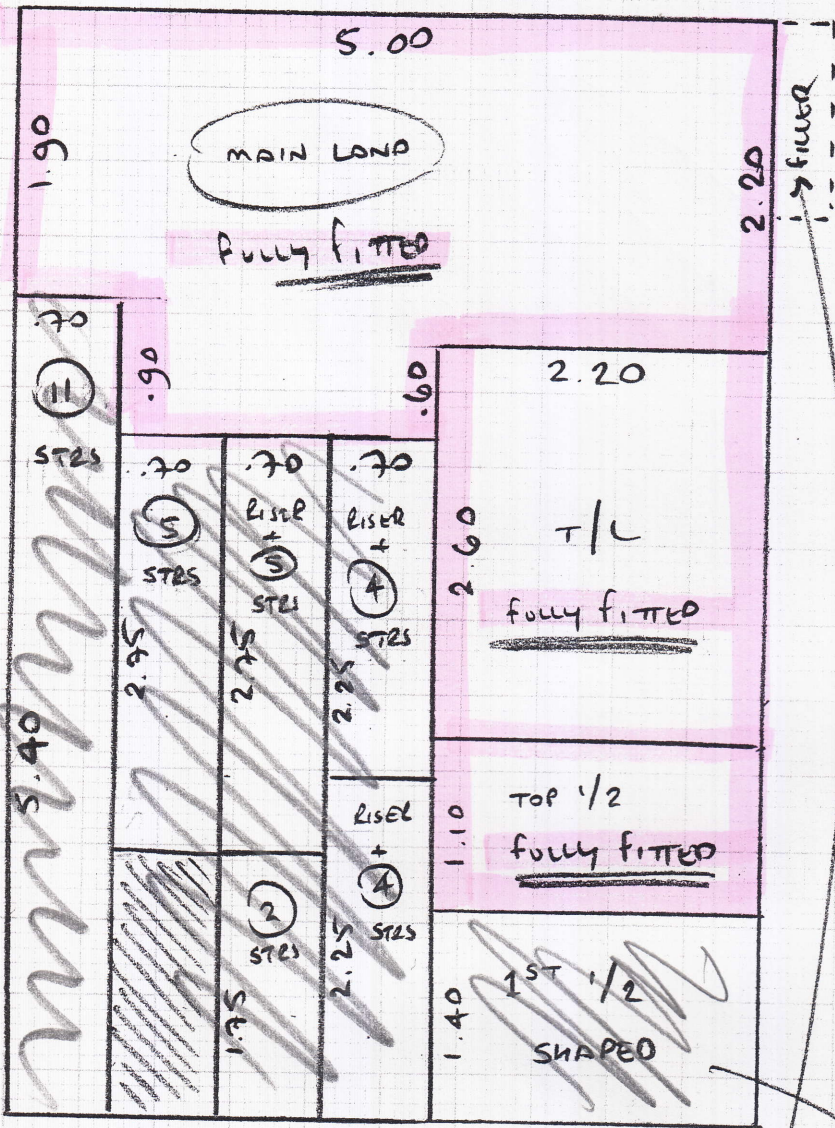 5.00
1.90
MAIN LAND
FULLY FITTED
2.20
→ FILLER
.70
11
STRS
5.40
.90
.60
.70
5
STRS
2.75
.70
RISER
+
5
STRS
2.75
.70
RISER
+
4
STRS
2.25
2.20
2.60
T/L
FULLY FITTED
2
STRS
1.75
RISER
+
4
STRS
2.25
1.10
TOP 1/2
FULLY FITTED
1.40
1ST 1/2
SHAPED